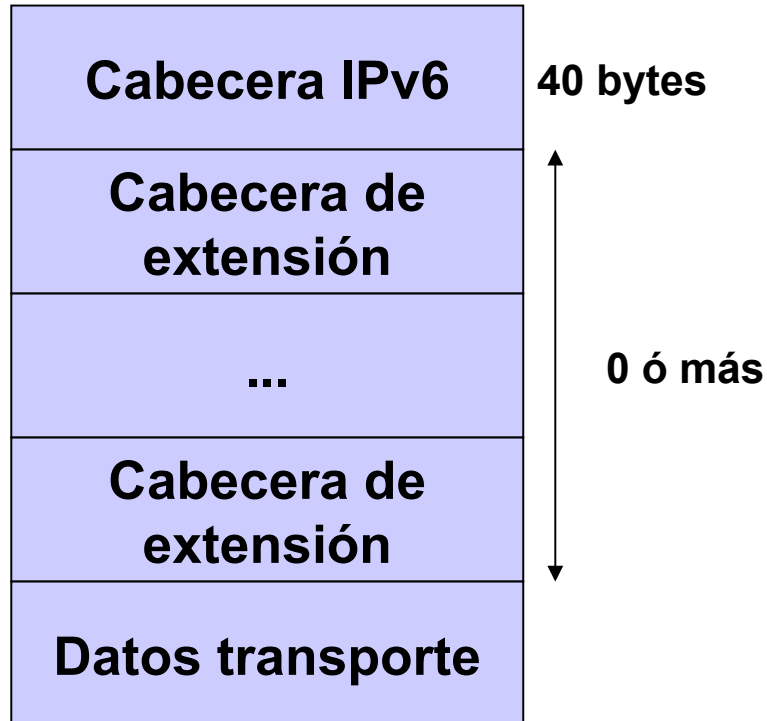 Cabecera IPv6
40 bytes
Cabecera de
extensión
...
0 ó más
Cabecera de
extensión
Datos transporte